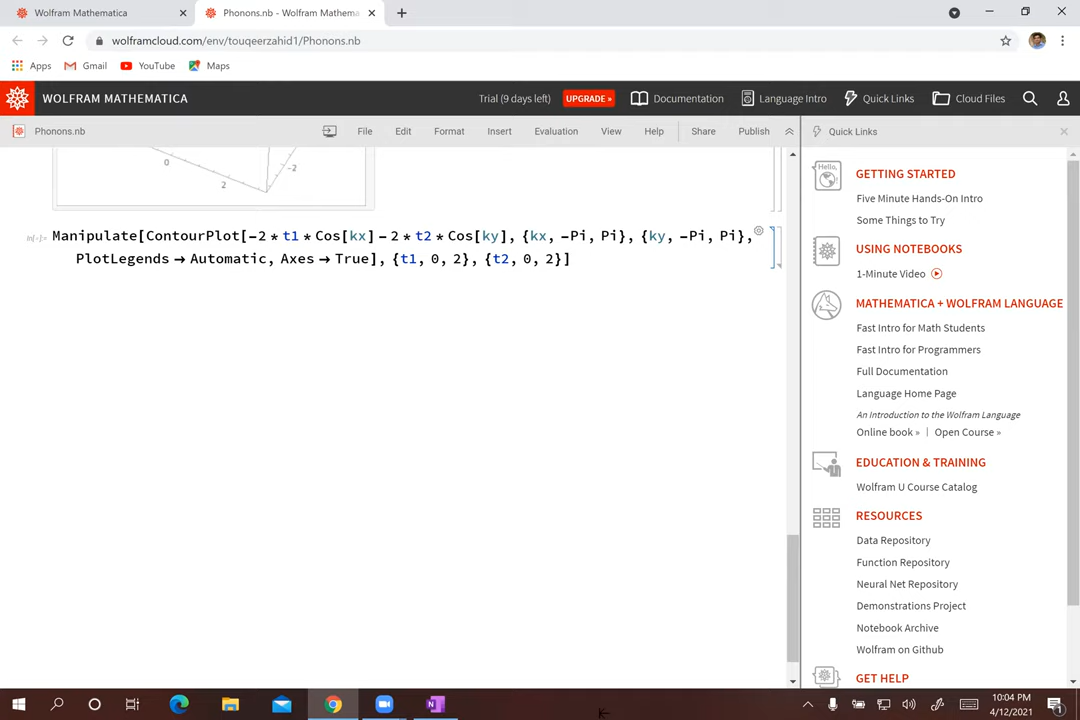 Wolfram Mathematica
Phonons.nb - Wolfram Mathema
wolframcloud.com/env/touqeerzahid1/Phonons.nb
Apps Gmail YouTube Maps
WOLFRAM MATHEMATICA Trial (9 days left) UPGRADE » Documentation Language Intro Quick Links Cloud Files
Phonons.nb File Edit Format Insert Evaluation View Help Share Publish
Quick Links
0
2
-2
In[-]:= Manipulate[ContourPlot[-2 * t1 * Cos[kx] - 2 * t2 * Cos[ky], {kx, -Pi, Pi}, {ky, -Pi, Pi},
PlotLegends → Automatic, Axes → True], {t1, 0, 2}, {t2, 0, 2}]
Hello,
GETTING STARTED
Five Minute Hands-On Intro
Some Things to Try
USING NOTEBOOKS
1-Minute Video
MATHEMATICA + WOLFRAM LANGUAGE
Fast Intro for Math Students
Fast Intro for Programmers
Full Documentation
Language Home Page
An Introduction to the Wolfram Language
Online book » | Open Course »
EDUCATION & TRAINING
Wolfram U Course Catalog
RESOURCES
Data Repository
Function Repository
Neural Net Repository
Demonstrations Project
Notebook Archive
Wolfram on Github
GET HELP
10:04 PM
4/12/2021
1